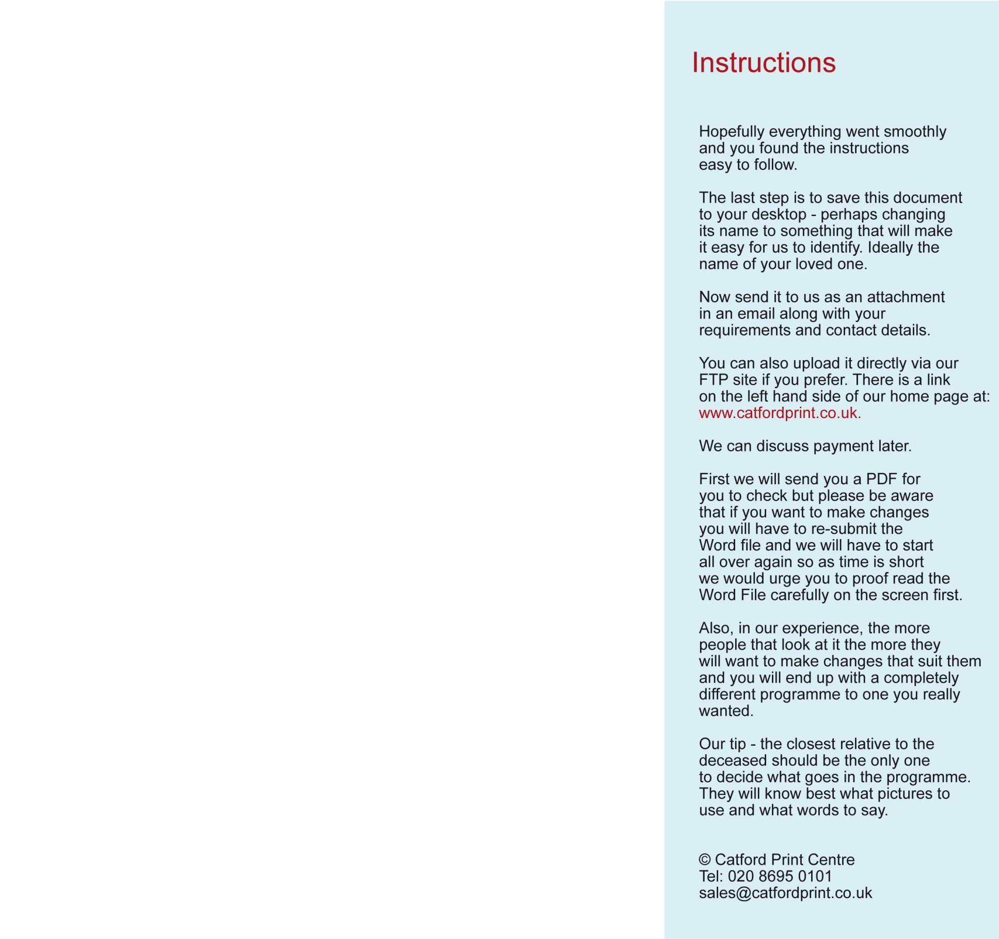 Instructions
Hopefully everything went smoothly
and you found the instructions
easy to follow.
The last step is to save this document
to your desktop - perhaps changing
its name to something that will make
it easy for us to identify. Ideally the
name of your loved one.
Now send it to us as an attachment
in an email along with your
requirements and contact details.
You can also upload it directly via our
FTP site if you prefer. There is a link
on the left hand side of our home page at:
www.catfordprint.co.uk.
We can discuss payment later.
First we will send you a PDF for
you to check but please be aware
that if you want to make changes
you will have to re-submit the
Word file and we will have to start
all over again so as time is short
we would urge you to proof read the
Word File carefully on the screen first.
Also, in our experience, the more
people that look at it the more they
will want to make changes that suit them
and you will end up with a completely
different programme to one you really
wanted.
Our tip - the closest relative to the
deceased should be the only one
to decide what goes in the programme.
They will know best what pictures to
use and what words to say.
© Catford Print Centre
Tel: 020 8695 0101
sales@catfordprint.co.uk